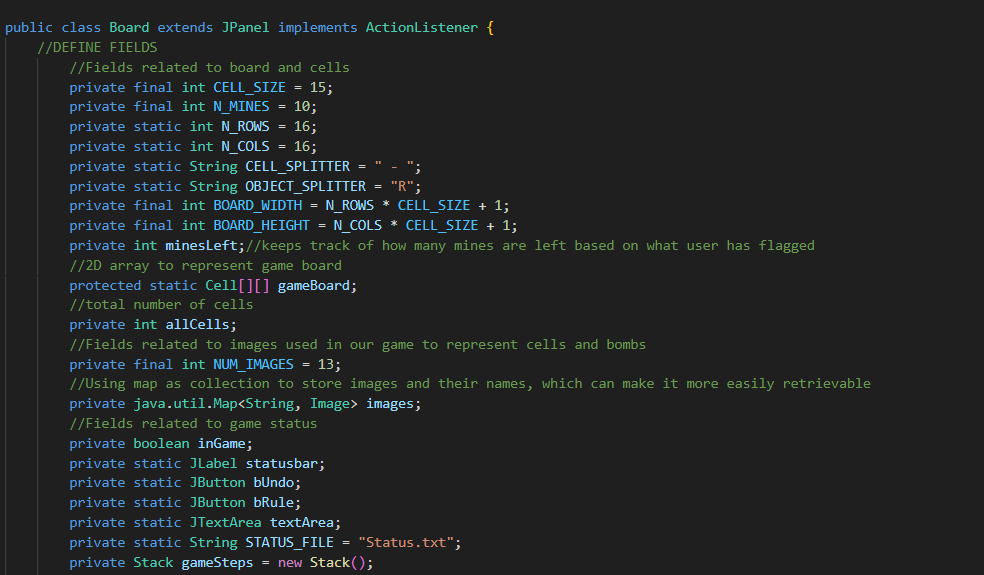 public class Board extends JPanel implements ActionListener {
//DEFINE FIELDS
//Fields related to board and cells
private final int CELL_SIZE = 15;
private final int N_MINES = 10;
private static int N_ROWS = 16;
private static int N_COLS = 16;
private static String CELL_SPLITTER = " - ";
private static String OBJECT_SPLITTER = "R";
private final int BOARD_WIDTH = N_ROWS * CELL_SIZE + 1;
private final int BOARD_HEIGHT = N_COLS * CELL_SIZE + 1;
private int minesLeft;//keeps track of how many mines are left based on what user has flagged
//2D array to represent game board
protected static Cell[][] gameBoard;
//total number of cells
private int allCells;
//Fields related to images used in our game to represent cells and bombs
private final int NUM_IMAGES = 13;
//Using map as collection to store images and their names, which can make it more easily retrievable
private java.util.Map<String, Image> images;
//Fields related to game status
private boolean inGame;
private static JLabel statusbar;
private static JButton bUndo;
private static JButton bRule;
private static JTextArea textArea;
private static String STATUS_FILE = "Status.txt";
private Stack gameSteps = new Stack();